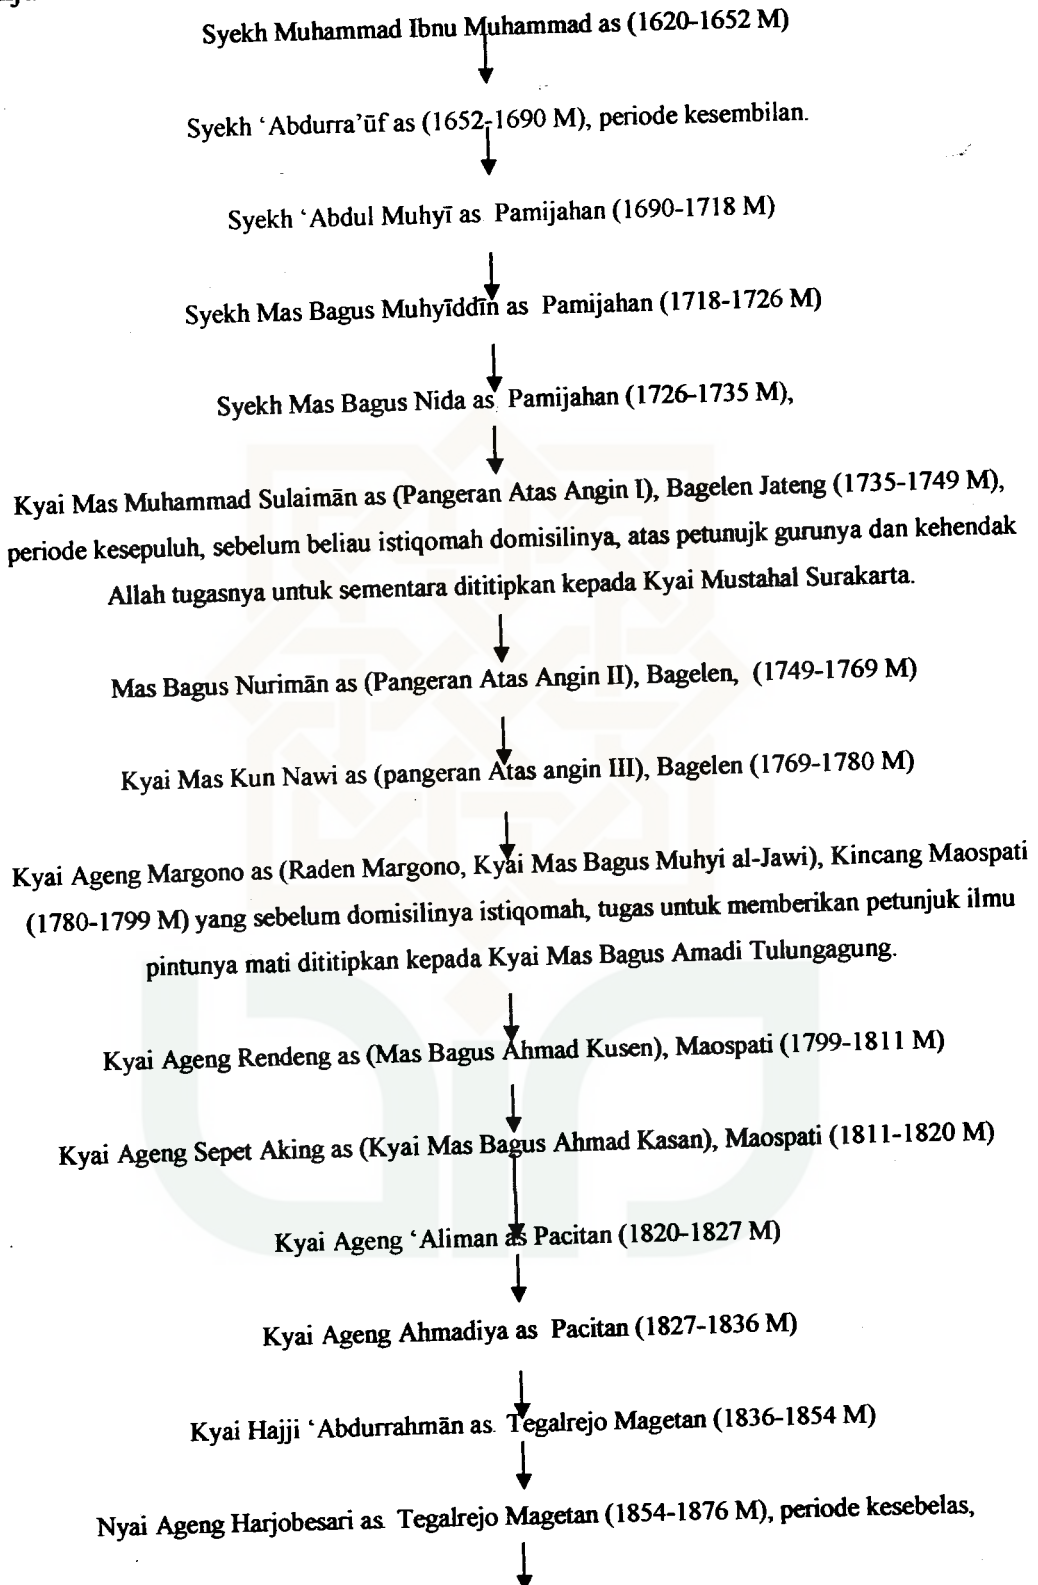 Syekh Muhammad Ibnu Muhammad as (1620-1652 M)
Syekh ‘Abdurra’ūf as (1652-1690 M), periode kesembilan.
Syekh ‘Abdul Muhyī as Pamijahan (1690-1718 M)
Syekh Mas Bagus Muhyīddīn as Pamijahan (1718-1726 M)
Syekh Mas Bagus Nida as Pamijahan (1726-1735 M),
Kyai Mas Muhammad Sulaimān as (Pangeran Atas Angin I), Bagelen Jateng (1735-1749 M),
periode kesepuluh, sebelum beliau istiqomah domisilinya, atas petunujk gurunya dan kehendak
Allah tugasnya untuk sementara dititipkan kepada Kyai Mustahal Surakarta.
Mas Bagus Nurimān as (Pangeran Atas Angin II), Bagelen, (1749-1769 M)
Kyai Mas Kun Nawi as (pangeran Atas angin III), Bagelen (1769-1780 M)
Kyai Ageng Margono as (Raden Margono, Kyai Mas Bagus Muhyi al-Jawi), Kincang Maospati
(1780-1799 M) yang sebelum domisilinya istiqomah, tugas untuk memberikan petunjuk ilmu
pintunya mati dititipkan kepada Kyai Mas Bagus Amadi Tulungagung.
Kyai Ageng Rendeng as (Mas Bagus Ahmad Kusen), Maospati (1799-1811 M)
Kyai Ageng Sepet Aking as (Kyai Mas Bagus Ahmad Kasan), Maospati (1811-1820 M)
Kyai Ageng ‘Aliman as Pacitan (1820-1827 M)
Kyai Ageng Ahmadiya as Pacitan (1827-1836 M)
Kyai Hajji ‘Abdurrahmān as. Tegalrejo Magetan (1836-1854 M)
Nyai Ageng Harjobesari as Tegalrejo Magetan (1854-1876 M), periode kesebelas,